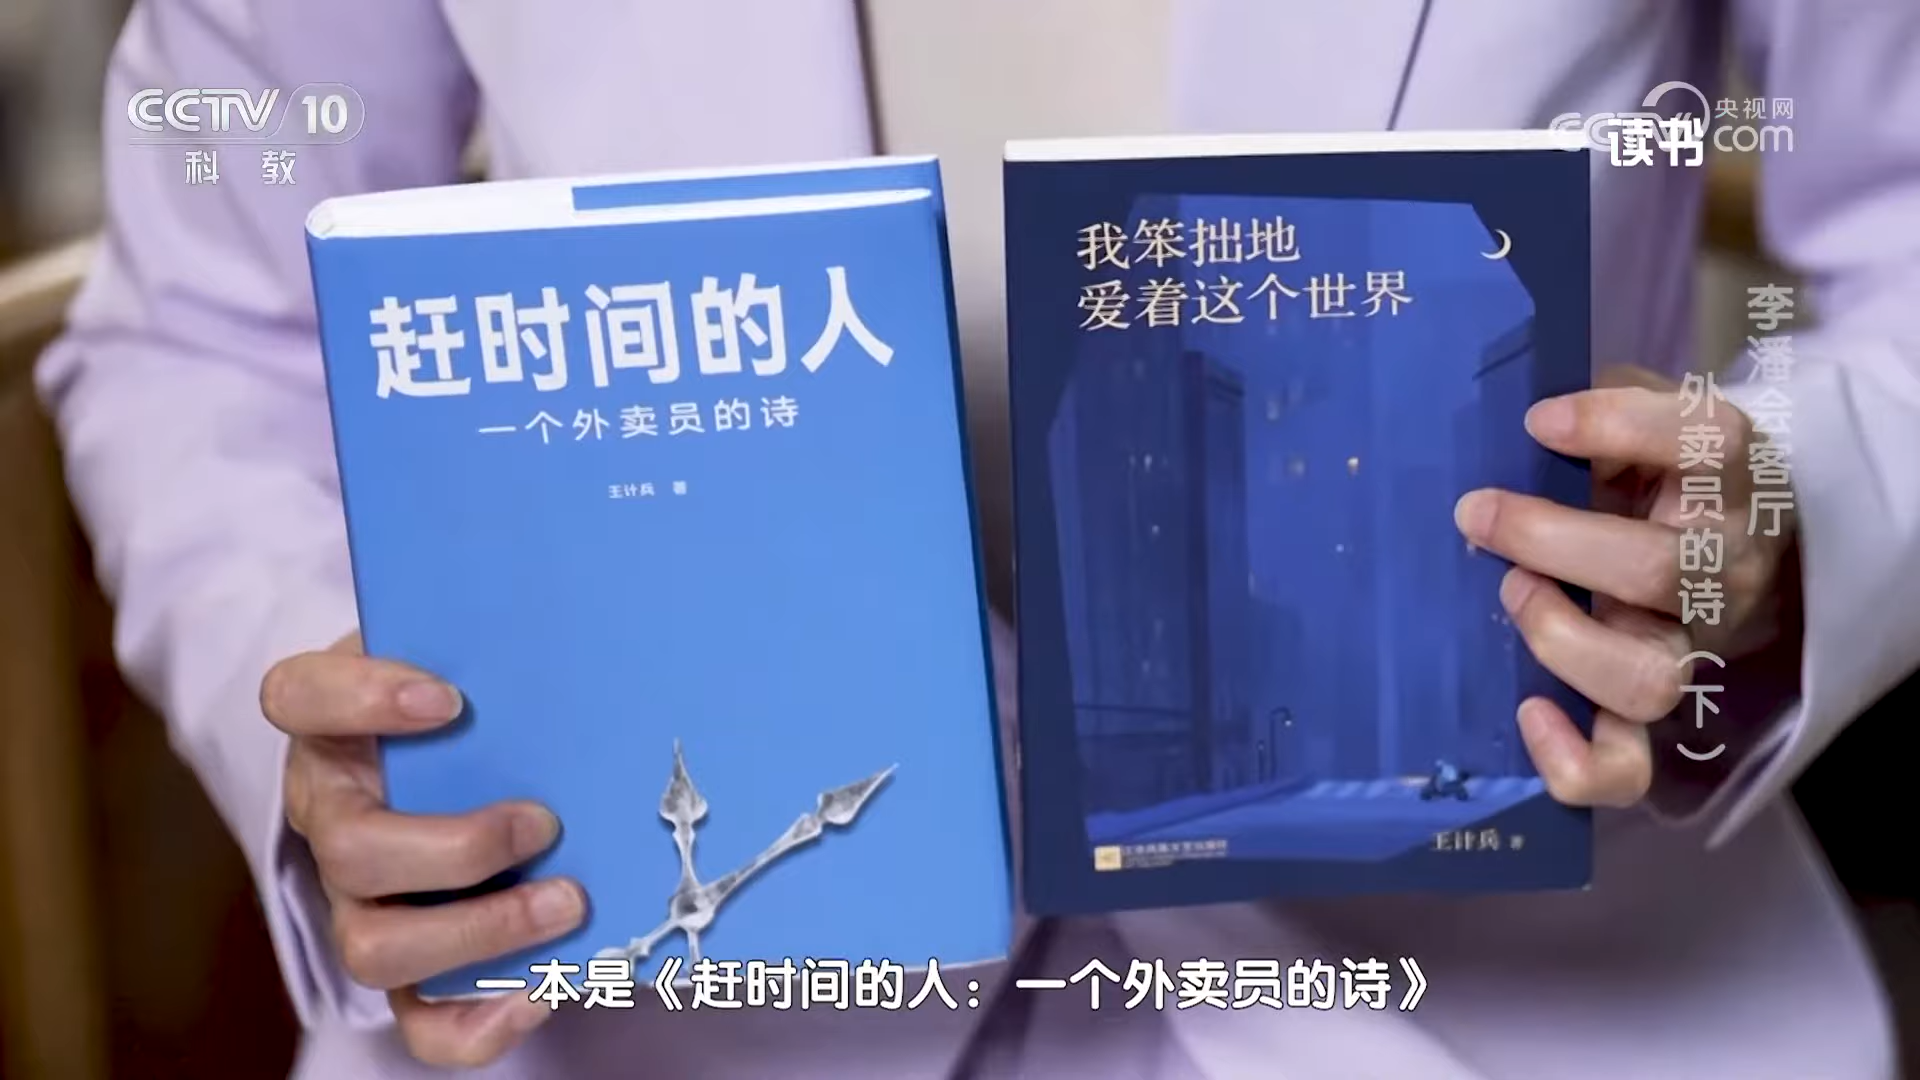 CCTV 10
科 教
央视网
CCTV.com
读书
赶时间的人
一个外卖员的诗
王计兵 著
我笨拙地
爱着这个世界
王计兵 著
李潘会客厅
外卖员的诗（下）
一本是《赶时间的人：一个外卖员的诗》